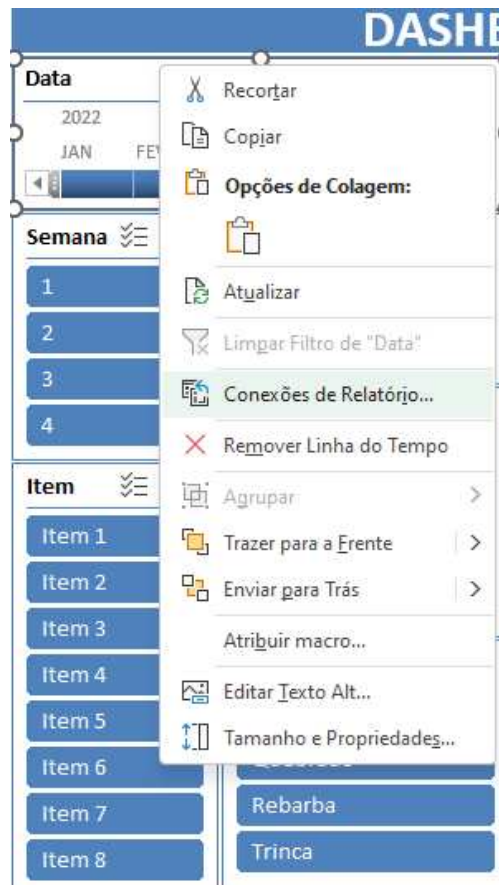 DASHB
Data
2022
JAN
FEV
Semana
1
2
3
4
Item
Item 1
Item 2
Item 3
Item 4
Item 5
Item 6
Item 7
Item 8
Recortar
Copiar
Opções de Colagem:
Atualizar
Limpar Filtro de "Data"
Conexões de Relatório...
Remover Linha do Tempo
Agrupar
Trazer para a Frente
Enviar para Trás
Atribuir macro...
Editar Texto Alt...
Tamanho e Propriedades...
Rebarba
Trinca